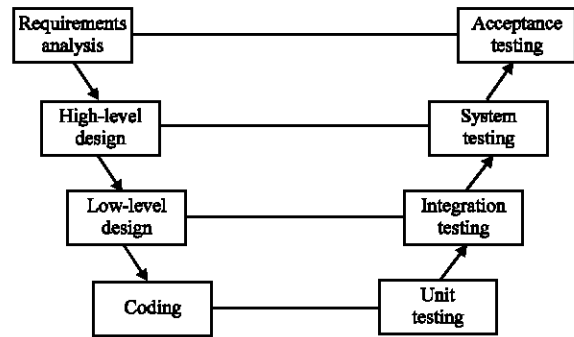 Requirements
analysis
Acceptance
testing
High-level
design
System
testing
Low-level
design
Integration
testing
Coding
Unit
testing